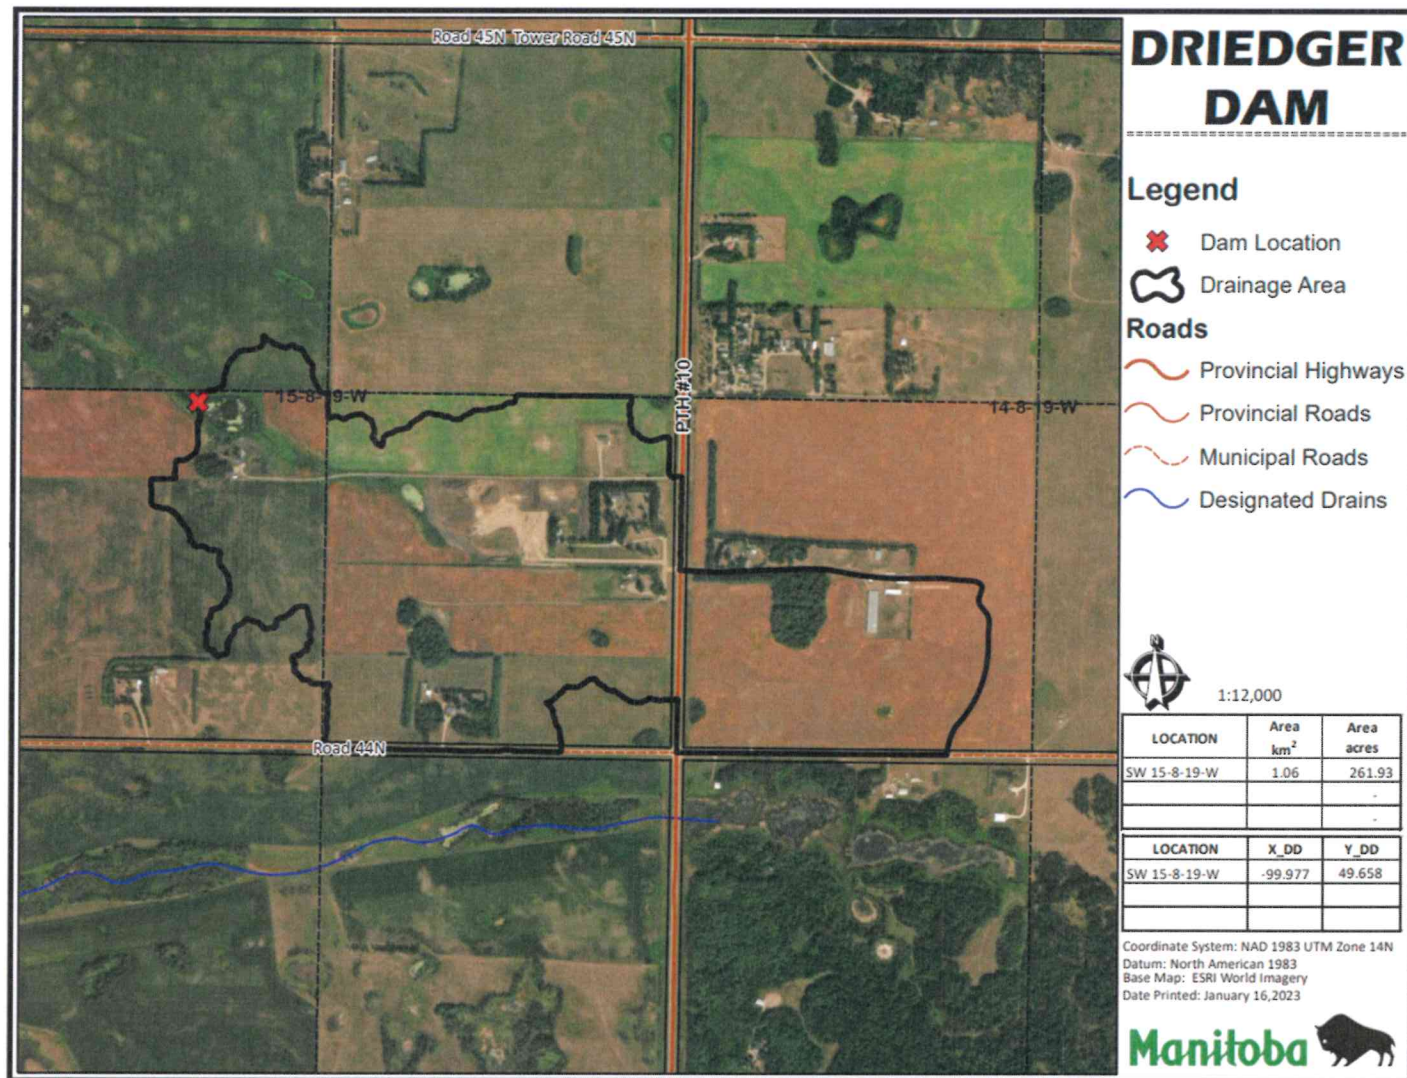 Road 45N Tower Road 45N
PTH #10
15-8-19-W
14-8-19-W
Road 44N
DRIEDGER
DAM
Legend
Dam Location
Drainage Area
Roads
Provincial Highways
Provincial Roads
Municipal Roads
Designated Drains
N
1:12,000
LOCATION Area km² Area acres
SW 15-8-19-W 1.06 261.93
-
-
LOCATION X_DD Y_DD
SW 15-8-19-W -99.977 49.658
Coordinate System: NAD 1983 UTM Zone 14N
Datum: North American 1983
Base Map: ESRI World Imagery
Date Printed: January 16,2023
Manitoba